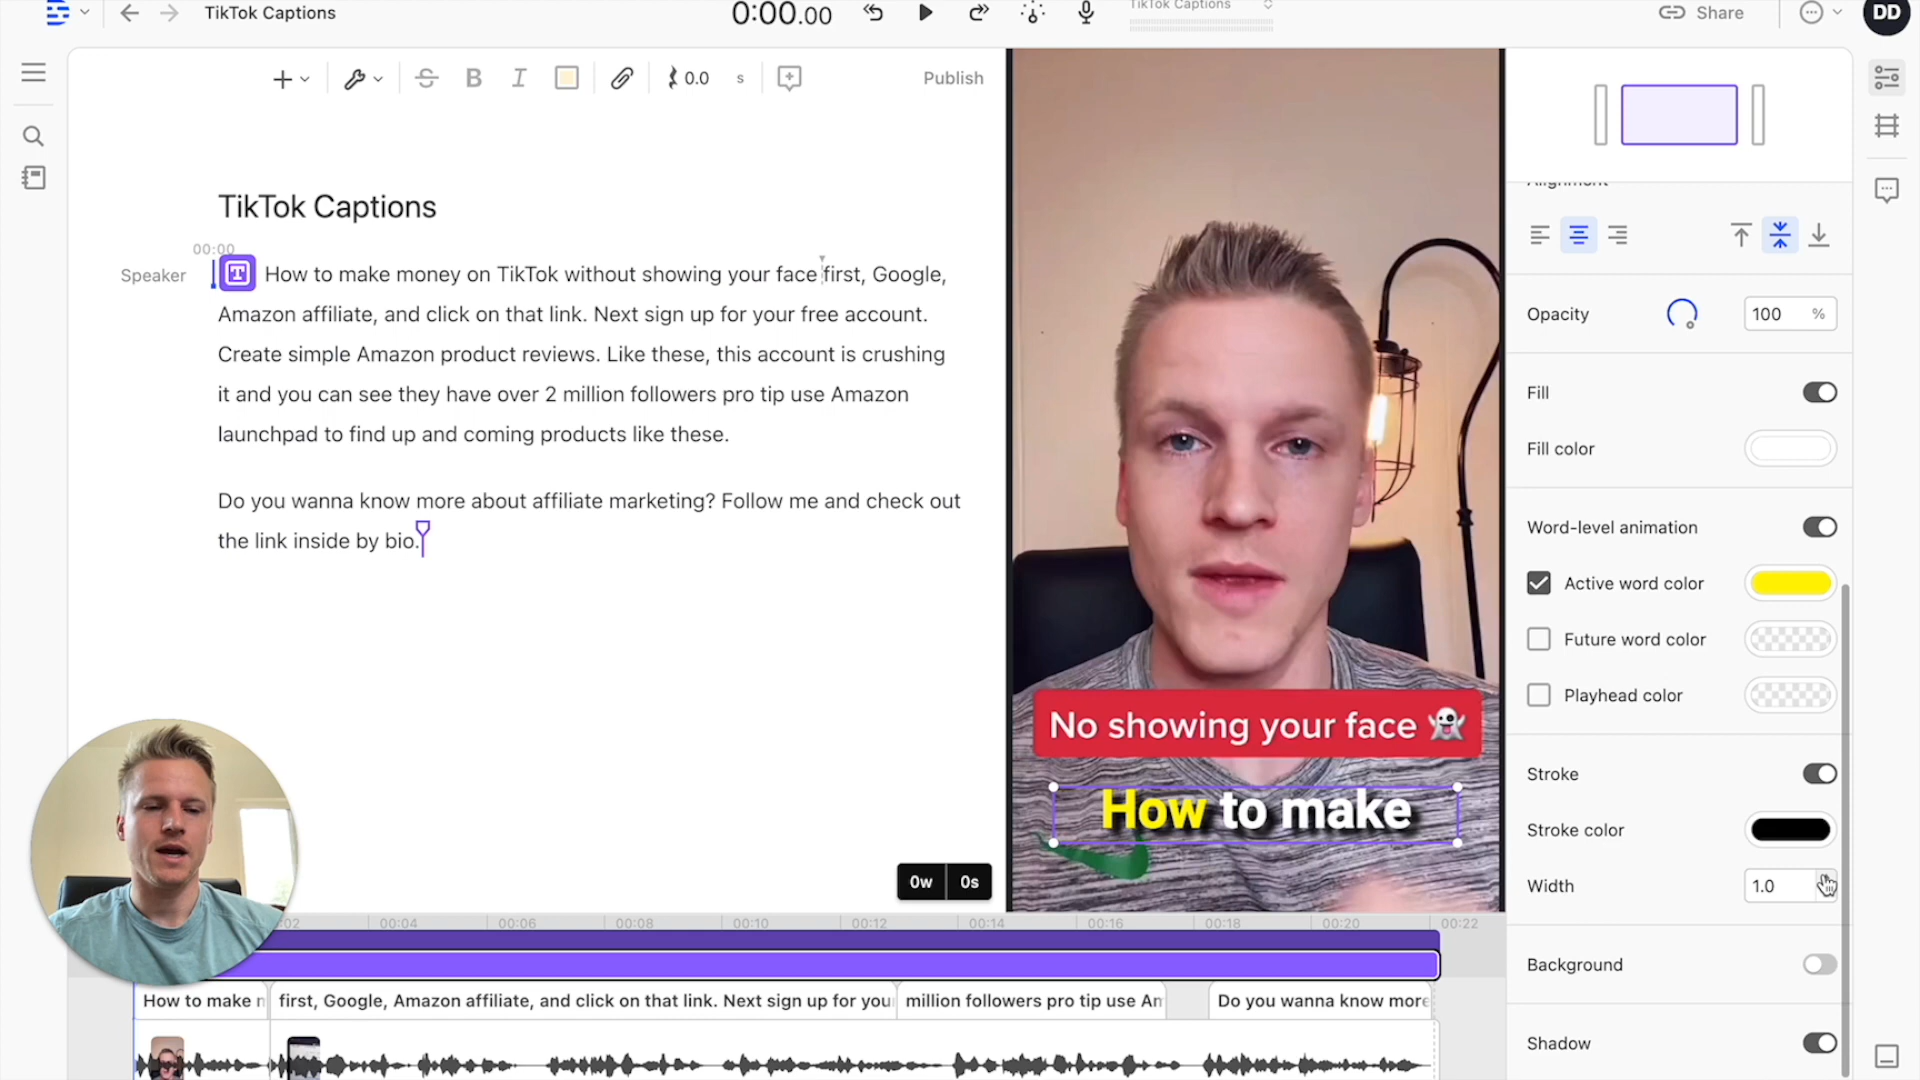 TikTok Captions
0:00.00
TikTok Captions
Share
DD
0.0 s
Publish
TikTok Captions
00:00
Speaker
How to make money on TikTok without showing your face first, Google,
Amazon affiliate, and click on that link. Next sign up for your free account.
Create simple Amazon product reviews. Like these, this account is crushing
it and you can see they have over 2 million followers pro tip use Amazon
launchpad to find up and coming products like these.
Do you wanna know more about affiliate marketing? Follow me and check out
the link inside by bio.
No showing your face 👻
How to make
0w 0s
Alignment
Opacity
100 %
Fill
Fill color
Word-level animation
Active word color
Future word color
Playhead color
Stroke
Stroke color
Width
1.0
Background
Shadow
:02 00:04 00:06 00:08 00:10 00:12 00:14 00:16 00:18 00:20 00:22
How to make m
first, Google, Amazon affiliate, and click on that link. Next sign up for you
million followers pro tip use Am
Do you wanna know more